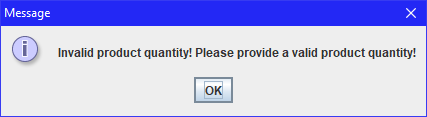 Message
Invalid product quantity! Please provide a valid product quantity!
OK